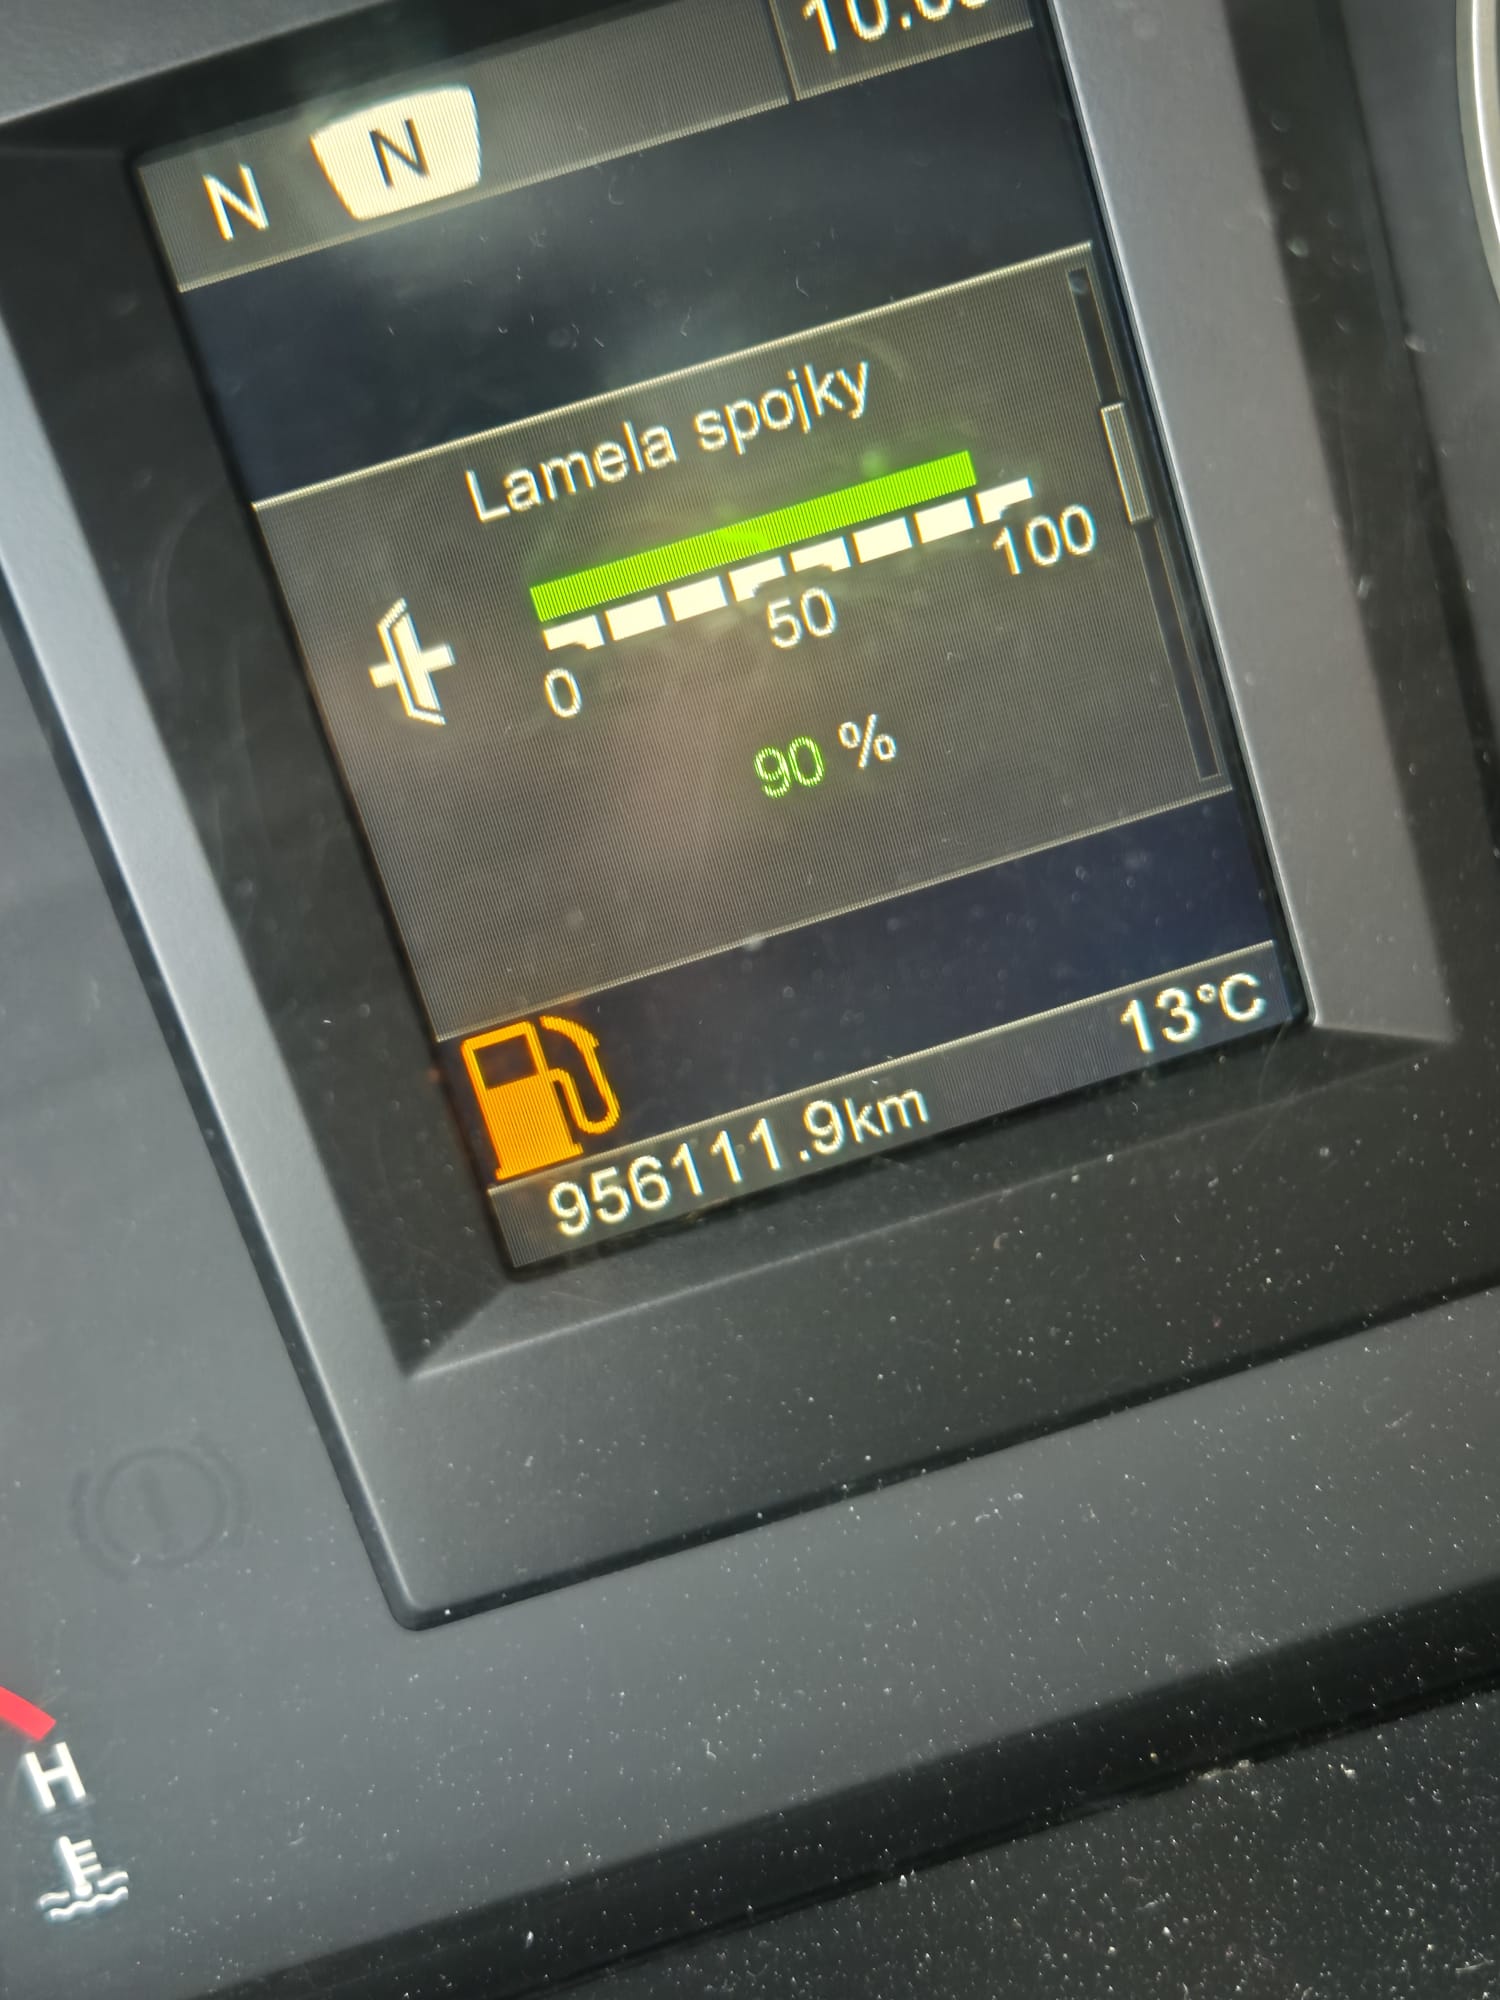 N N
Lamela spojky
0 50 100
90 %
13°C
956111.9km
H